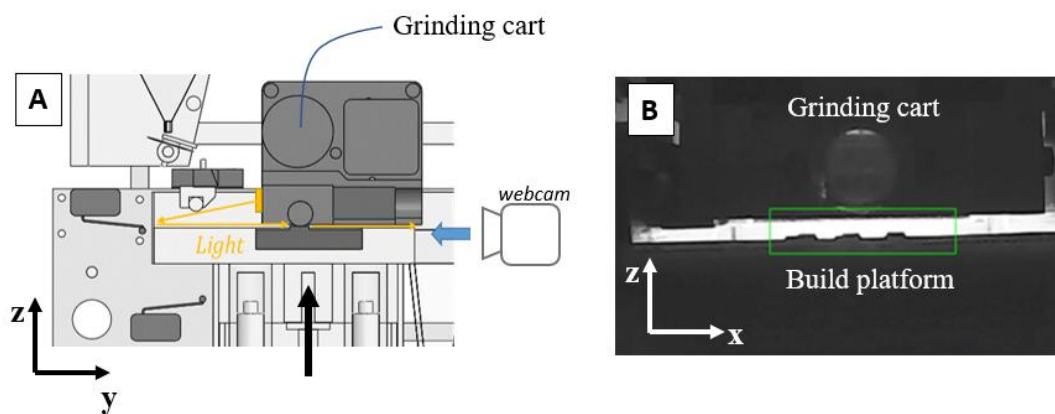 Grinding cart
A
webcam
Light
z
y
B
Grinding cart
Build platform
z
x